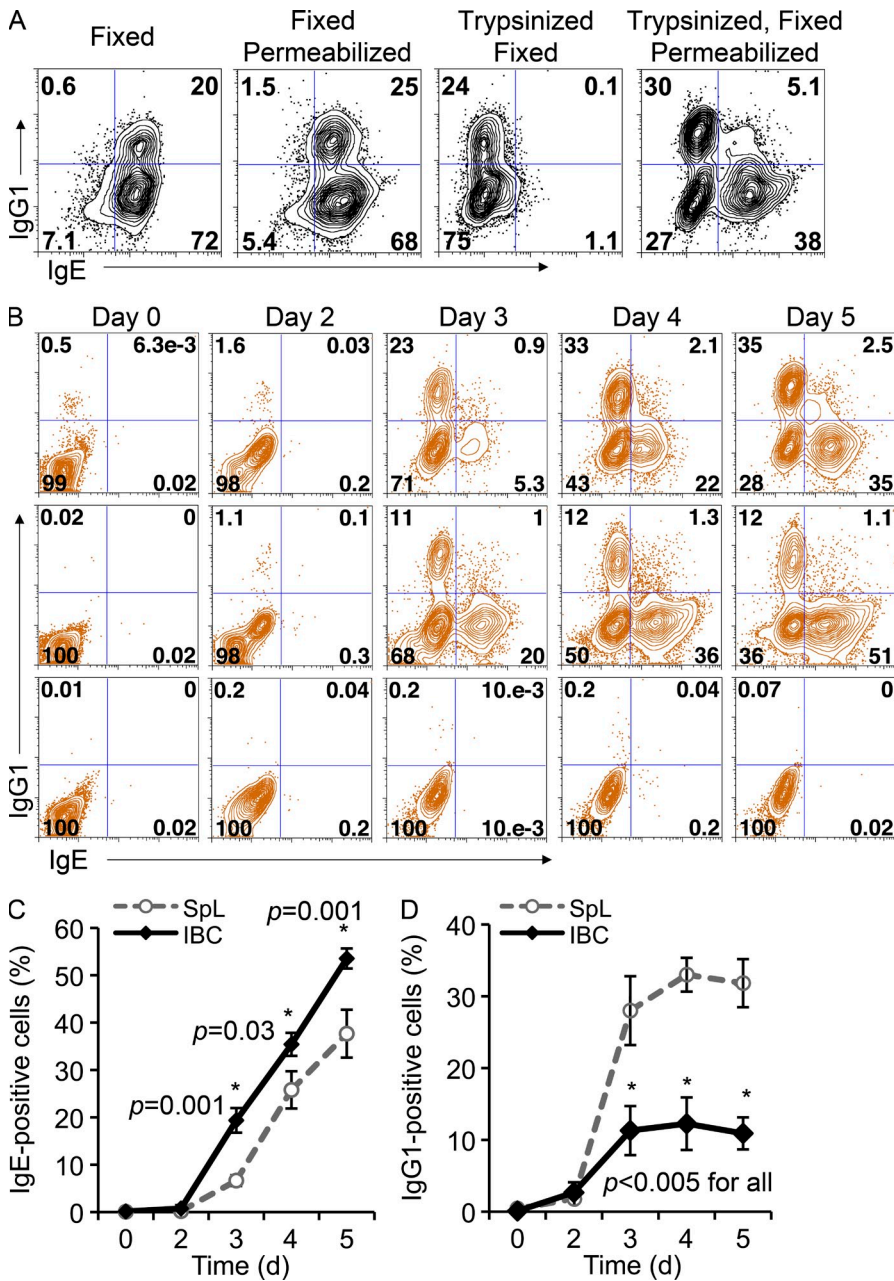 A
Fixed
Fixed
Permeabilized
Trypsinized
Fixed
Trypsinized, Fixed
Permeabilized
0.6 20
7.1 72
1.5 25
5.4 68
24 0.1
75 1.1
30 5.1
27 38
IgG1
IgE
B
Day 0 Day 2 Day 3 Day 4 Day 5
0.5 6.3e-3 1.6 0.03 23 0.9 33 2.1 35 2.5
99 0.02 98 0.2 71 5.3 43 22 28 35
0.02 0 1.1 0.1 11 1 12 1.3 12 1.1
100 0.02 98 0.3 68 20 50 36 36 51
0.01 0 0.2 0.04 0.2 10.e-3 0.2 0.04 0.07 0
100 0.02 100 0.2 100 10.e-3 100 0.2 100 0.02
IgG1
IgE
C
SpL
IBC
p=0.001
*
p=0.03 *
p=0.001 *
IgE-positive cells (%)
60
50
40
30
20
10
0
0 2 3 4 5
Time (d)
D
SpL
IBC
* * *
p<0.005 for all
IgG1-positive cells (%)
40
30
20
10
0
0 2 3 4 5
Time (d)